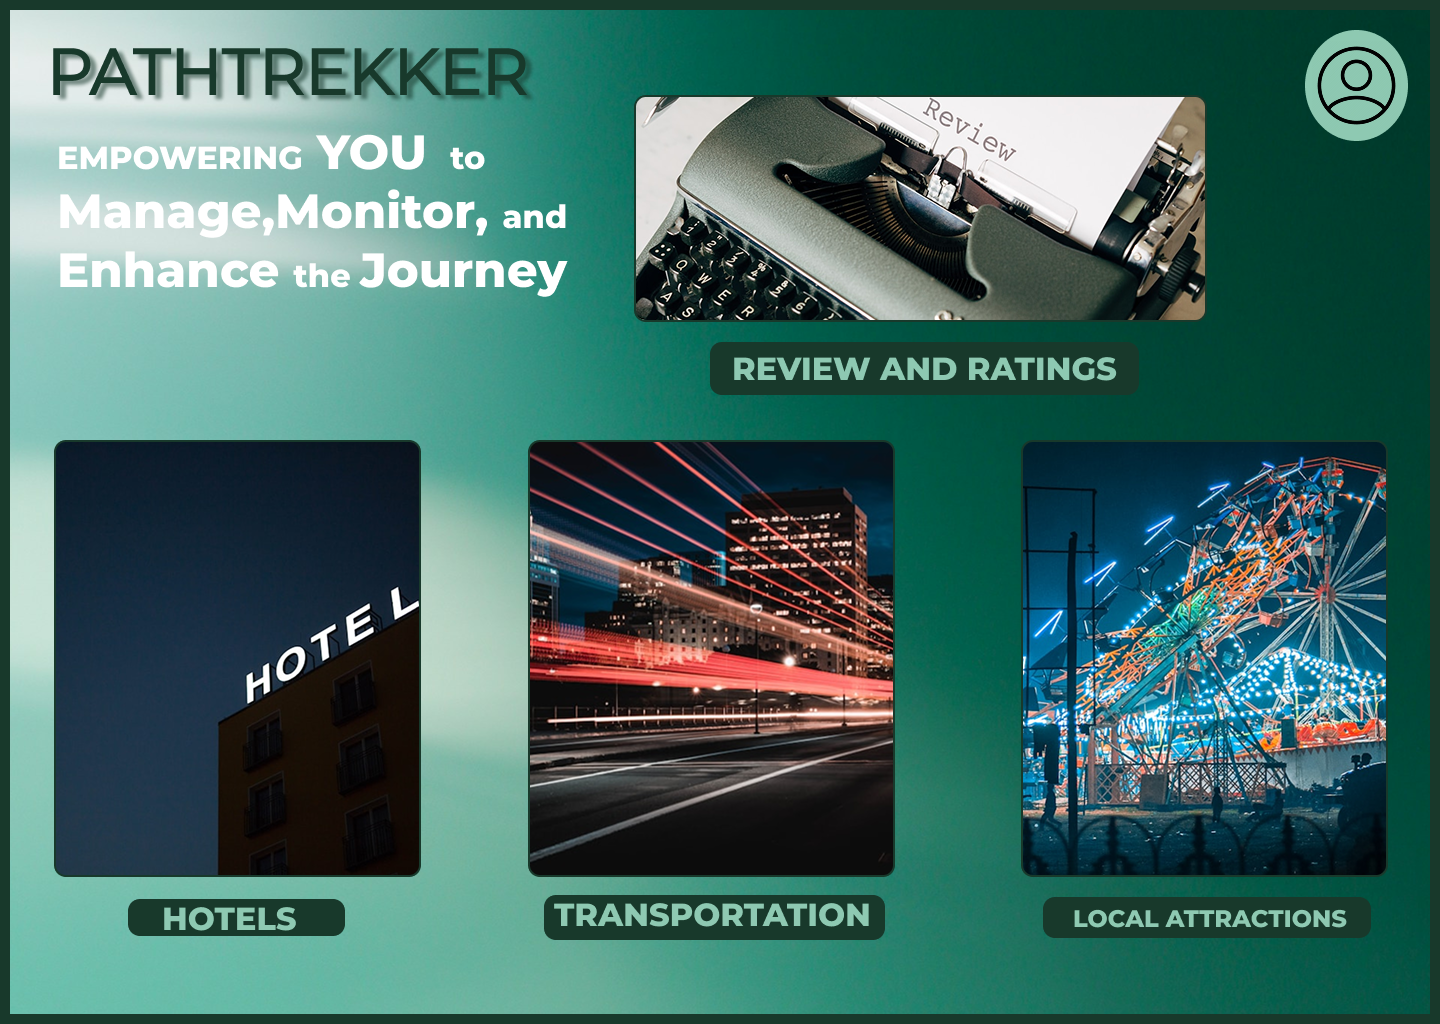 PATHTREKKER
EMPOWERING YOU to
Manage,Monitor, and
Enhance the Journey
Review
REVIEW AND RATINGS
HOTEL
HOTELS
TRANSPORTATION
LOCAL ATTRACTIONS